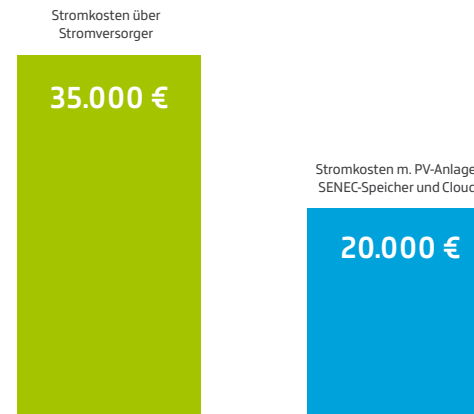 Stromkosten über
Stromversorger
35.000 €
Stromkosten m. PV-Anlage
SENEC-Speicher und Cloud
20.000 €